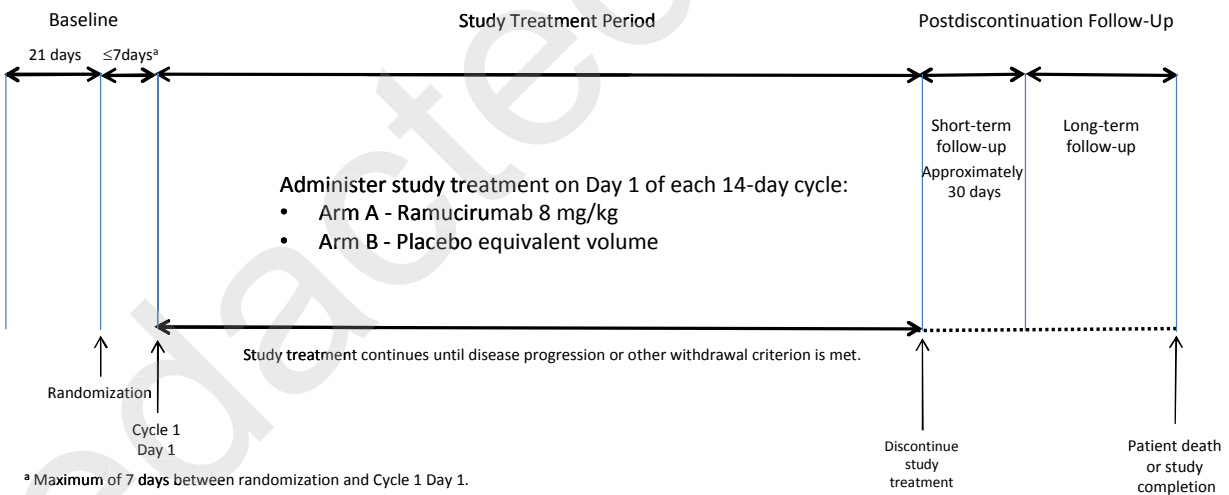 Baseline
Study Treatment Period
Postdiscontinuation Follow-Up
21 days
≤7daysᵃ
Short-term
follow-up
Approximately
30 days
Long-term
follow-up
Administer study treatment on Day 1 of each 14-day cycle:
• Arm A - Ramucirumab 8 mg/kg
• Arm B - Placebo equivalent volume
Study treatment continues until disease progression or other withdrawal criterion is met.
Randomization
Cycle 1
Day 1
Discontinue
study
treatment
Patient death
or study
completion
ᵃ Maximum of 7 days between randomization and Cycle 1 Day 1.